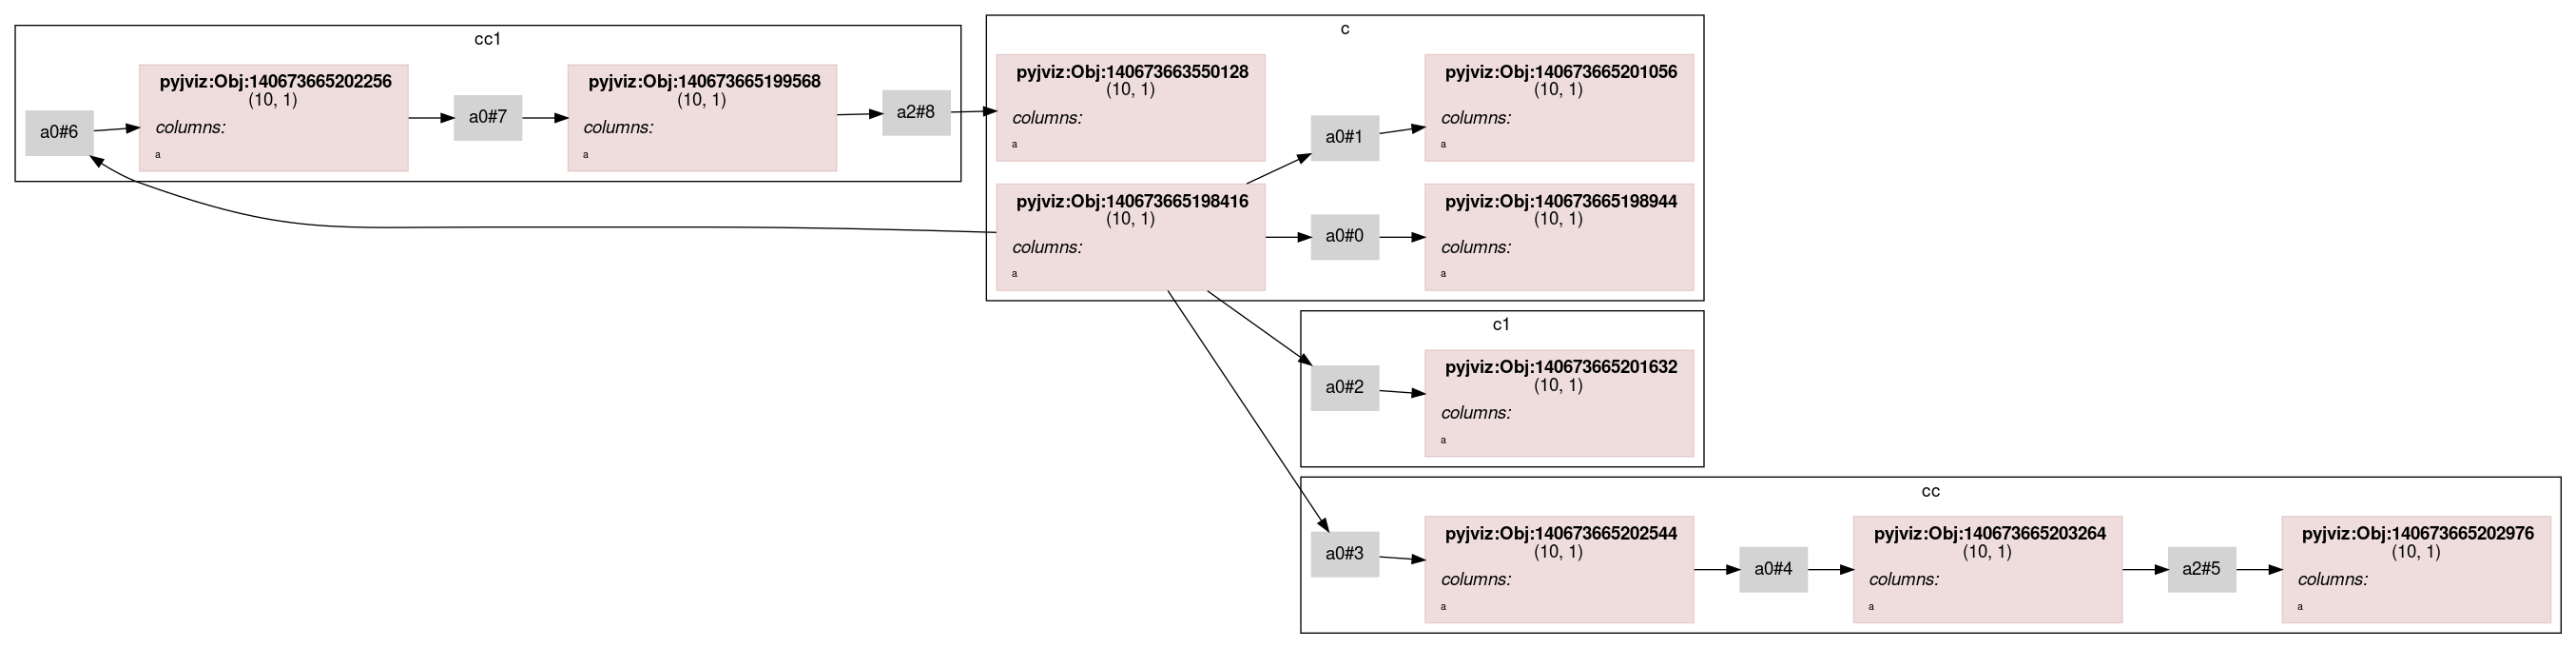 cc1
a0#6
pyjviz:Obj:140673665202256
(10, 1)
columns:
a
a0#7
pyjviz:Obj:140673665199568
(10, 1)
columns:
a
a2#8
c
pyjviz:Obj:140673663550128
(10, 1)
columns:
a
a0#1
pyjviz:Obj:140673665201056
(10, 1)
columns:
a
pyjviz:Obj:140673665198416
(10, 1)
columns:
a
a0#0
pyjviz:Obj:140673665198944
(10, 1)
columns:
a
c1
a0#2
pyjviz:Obj:140673665201632
(10, 1)
columns:
a
cc
a0#3
pyjviz:Obj:140673665202544
(10, 1)
columns:
a
a0#4
pyjviz:Obj:140673665203264
(10, 1)
columns:
a
a2#5
pyjviz:Obj:140673665202976
(10, 1)
columns:
a